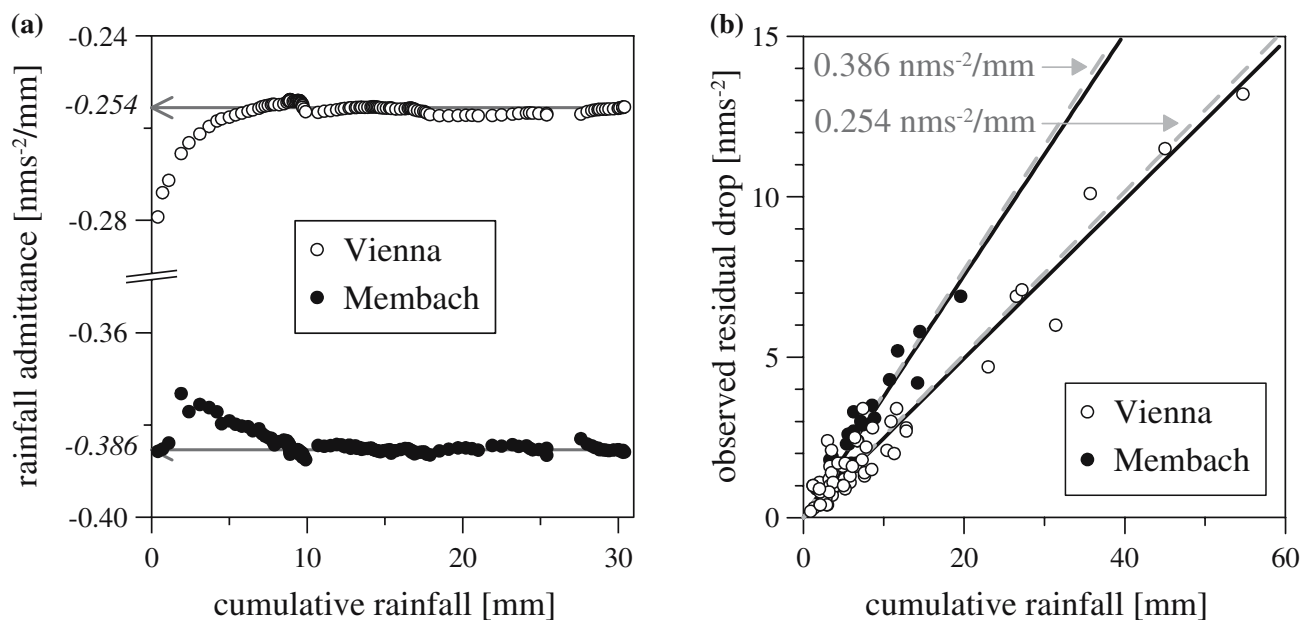 (a)
rainfall admittance [nms⁻²/mm]
-0.24
-0.254
-0.28
-0.36
-0.386
-0.40
Vienna
Membach
0 10 20 30
cumulative rainfall [mm]
(b)
observed residual drop [nms⁻²]
15
10
5
0
0.386 nms⁻²/mm
0.254 nms⁻²/mm
Vienna
Membach
0 20 40 60
cumulative rainfall [mm]